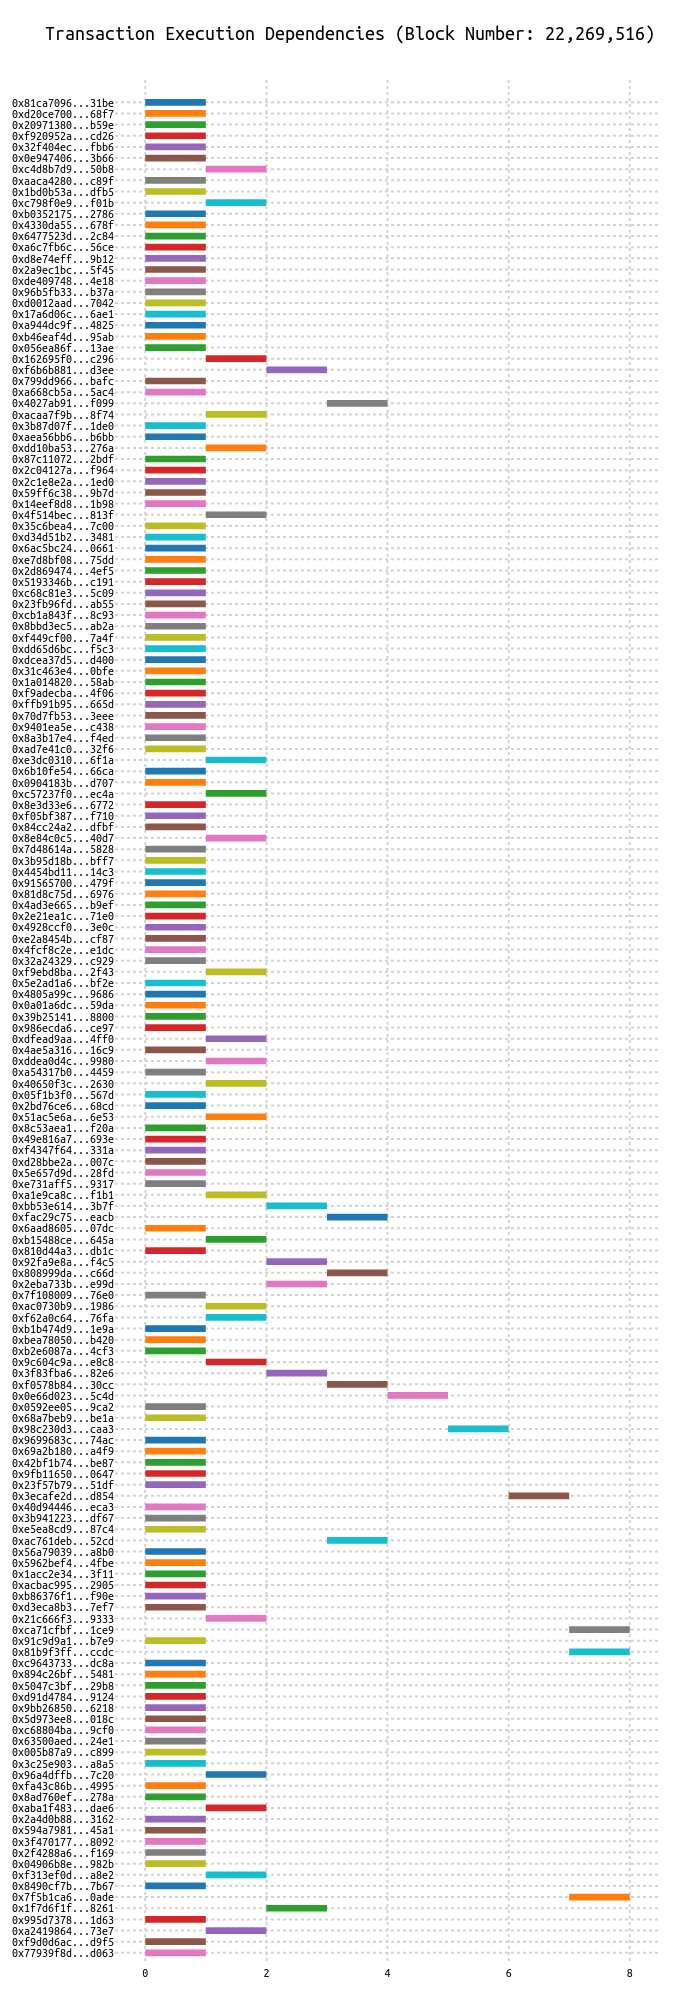 Transaction Execution Dependencies (Block Number: 22,269,516)
0x81ca7096...31be
0xd20ce700...68f7
0x20971380...b59e
0xf920952a...cd26
0x32f404ec...fbb6
0x0e947406...3b66
0xc4d8b7d9...50b8
0xaaca4280...c89f
0x1bd0b53a...dfb5
0xc798f0e9...f01b
0xb0352175...2786
0x4330da55...678f
0x6477523d...2c84
0xa6c7fb6c...56ce
0xd8e74eff...9b12
0x2a9ec1bc...5f45
0xde409748...4e18
0x96b5fb33...b37a
0xd0012aad...7042
0x17a6d06c...6ae1
0xa944dc9f...4825
0xb46eaf4d...95ab
0x056ea86f...13ae
0x162695f0...c296
0xf6b6b881...d3ee
0x799dd966...bafc
0xa668cb5a...5ac4
0x4027ab91...f099
0xacaa7f9b...8f74
0x3b87d07f...1de0
0xaea56bb6...b6bb
0xdd10ba53...276a
0x87c11072...2bdf
0x2c04127a...f964
0x2c1e8e2a...1ed0
0x59ff6c38...9b7d
0x14eef8d8...1b98
0x4f514bec...813f
0x35c6bea4...7c00
0xd34d51b2...3481
0x6ac5bc24...0661
0xe7d8bf08...75dd
0x2d869474...4ef5
0x5193346b...c191
0xc68c81e3...5c09
0x23fb96fd...ab55
0xcb1a843f...8c93
0x8bbd3ec5...ab2a
0xf449cf00...7a4f
0xdd65d6bc...f5c3
0xdcea37d5...d400
0x31c463e4...0bfe
0x1a014820...58ab
0xf9adecba...4f06
0xffb91b95...665d
0x70d7fb53...3eee
0x9401ea5e...c438
0x8a3b17e4...f4ed
0xad7e41c0...32f6
0xe3dc0310...6f1a
0x6b10fe54...66ca
0x0904183b...d707
0xc57237f0...ec4a
0x8e3d33e6...6772
0xf05bf387...f710
0x84cc24a2...dfbf
0x8e84c0c5...40d7
0x7d48614a...5828
0x3b95d18b...bff7
0x4454bd11...14c3
0x91565700...479f
0x81d8c75d...6976
0x4ad3e665...b9ef
0x2e21ea1c...71e0
0x4928ccf0...3e0c
0xe2a8454b...cf87
0x4fcf8c2e...e1dc
0x32a24329...c929
0xf9ebd8ba...2f43
0x5e2ad1a6...bf2e
0x4805a99c...9686
0x0a01a6dc...59da
0x39b25141...8800
0x986ecda6...ce97
0xdfead9aa...4ff0
0x4ae5a316...16c9
0xddea0d4c...9980
0xa54317b0...4459
0x40650f3c...2630
0x05f1b3f0...567d
0x2bd76ce6...68cd
0x51ac5e6a...6e53
0x8c53aea1...f20a
0x49e816a7...693e
0xf4347f64...331a
0xd28bbe2a...007c
0x5e657d9d...28fd
0xe731aff5...9317
0xa1e9ca8c...f1b1
0xbb53e614...3b7f
0xfac29c75...eacb
0x6aad8605...07dc
0xb15488ce...645a
0x810d44a3...db1c
0x92fa9e8a...f4c5
0x808999da...c66d
0x2eba733b...e99d
0x7f108009...76e0
0xac0730b9...1986
0xf62a0c64...76fa
0xb1b474d9...1e9a
0xbea78050...b420
0xb2e6087a...4cf3
0x9c604c9a...e8c8
0x3f83fba6...82e6
0xf0578b84...30cc
0x0e66d023...5c4d
0x0592ee05...9ca2
0x68a7beb9...be1a
0x98c230d3...caa3
0x9699683c...74ac
0x69a2b180...a4f9
0x42bf1b74...be87
0x9fb11650...0647
0x23f57b79...51df
0x3ecafe2d...d854
0x40d94446...eca3
0x3b941223...df67
0xe5ea8cd9...87c4
0xac761deb...52cd
0x56a79039...a8b0
0x5962bef4...4fbe
0x1acc2e34...3f11
0xacbac995...2905
0xb86376f1...f90e
0xd3eca8b3...7ef7
0x21c666f3...9333
0xca71cfbf...1ce9
0x91c9d9a1...b7e9
0x81b9f3ff...ccdc
0xc9643733...dc8a
0x894c26bf...5481
0x5047c3bf...29b8
0xd91d4784...9124
0x9bb26850...6218
0x5d973ee8...018c
0xc68804ba...9cf0
0x63500aed...24e1
0x005b87a9...c899
0x3c25e903...a8a5
0x96a4dffb...7c20
0xfa43c86b...4995
0x8ad760ef...278a
0xaba1f483...dae6
0x2a4d0b88...3162
0x594a7981...45a1
0x3f470177...8092
0x2f4288a6...f169
0x04906b8e...982b
0xf313ef0d...a8e2
0x8490cf7b...7b67
0x7f5b1ca6...0ade
0x1f7d6f1f...8261
0x995d7378...1d63
0xa2419864...73e7
0xf9d0d6ac...d9f5
0x77939f8d...d063
0 2 4 6 8